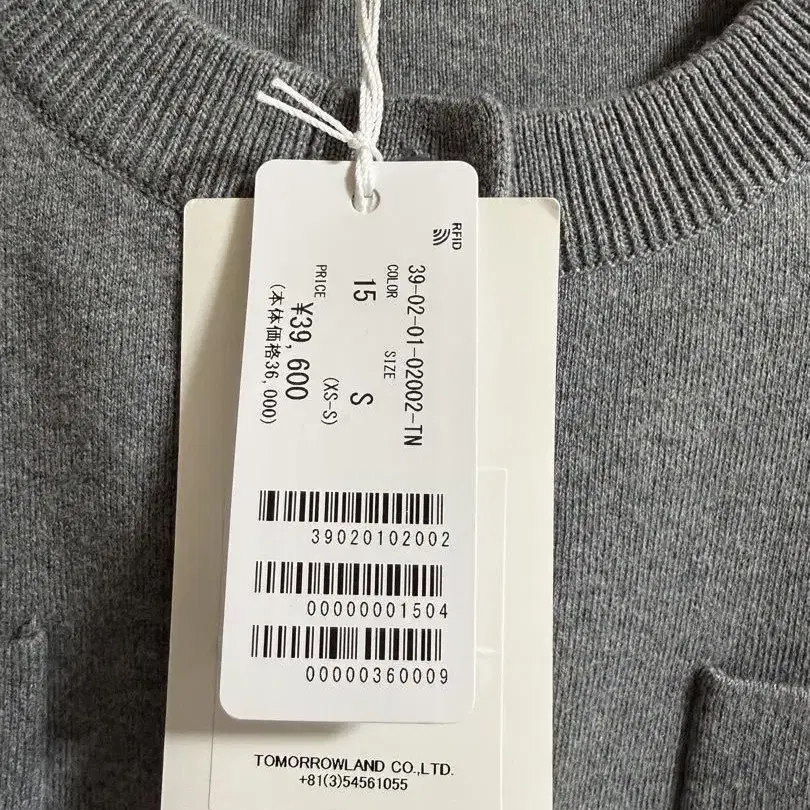 RFID
39-02-01-02002-TN
COLOR SIZE
15 S
(XS-S)
PRICE
¥39,600
(本体価格36,000)
39020102002
00000001504
00000360009
TOMORROWLAND CO.,LTD.
+81(3)54561055